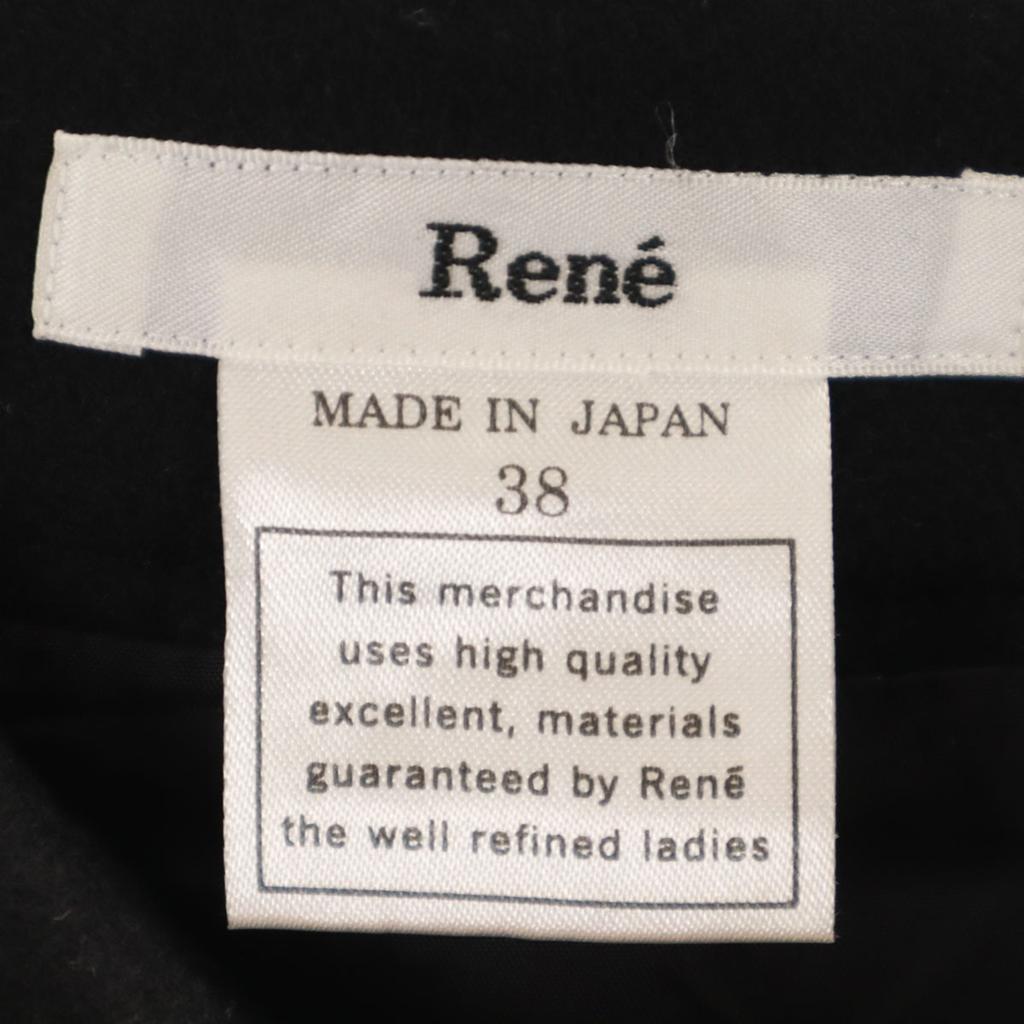 René
MADE IN JAPAN
38
This merchandise
uses high quality
excellent, materials
guaranteed by René
the well refined ladies